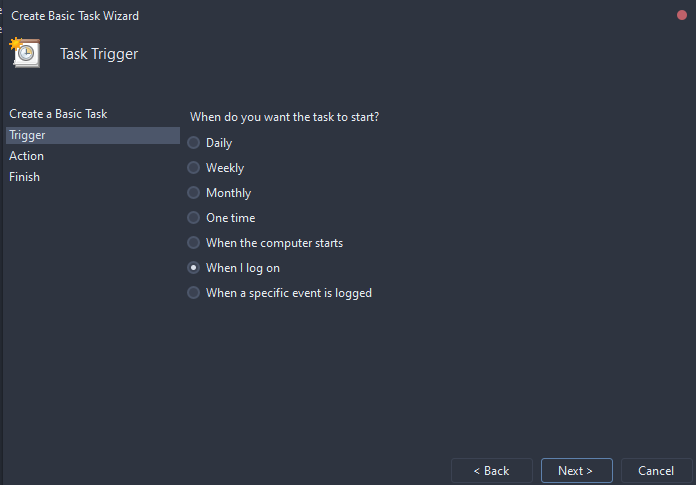 Create Basic Task Wizard
Task Trigger
Create a Basic Task
Trigger
Action
Finish
When do you want the task to start?
Daily
Weekly
Monthly
One time
When the computer starts
When I log on
When a specific event is logged
< Back
Next >
Cancel